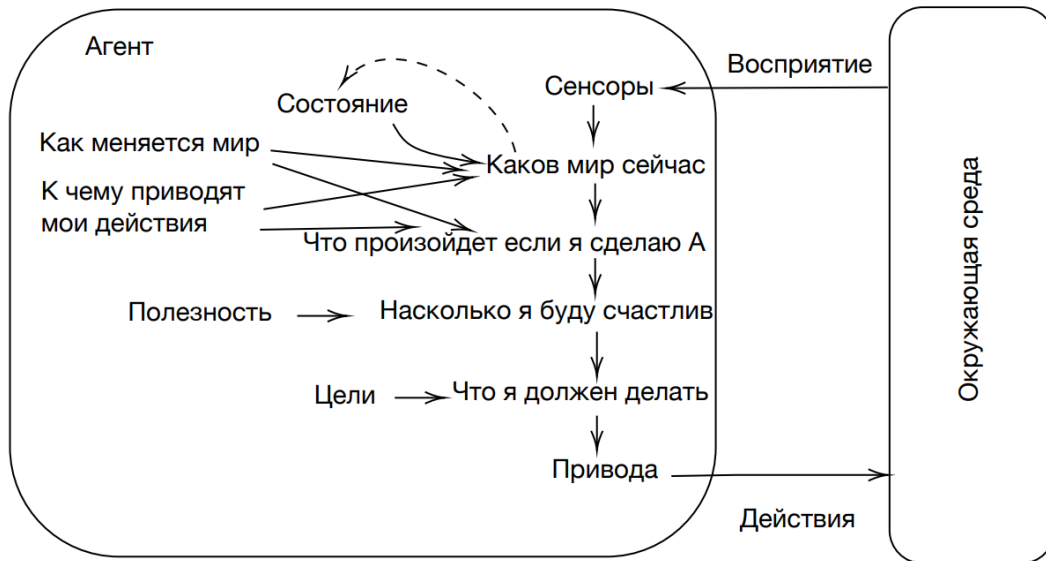 Агент
Восприятие
Сенсоры
Состояние
Как меняется мир
Каков мир сейчас
К чему приводят
мои действия
Что произойдет если я сделаю А
Полезность
Насколько я буду счастлив
Цели
Что я должен делать
Привода
Действия
Окружающая среда